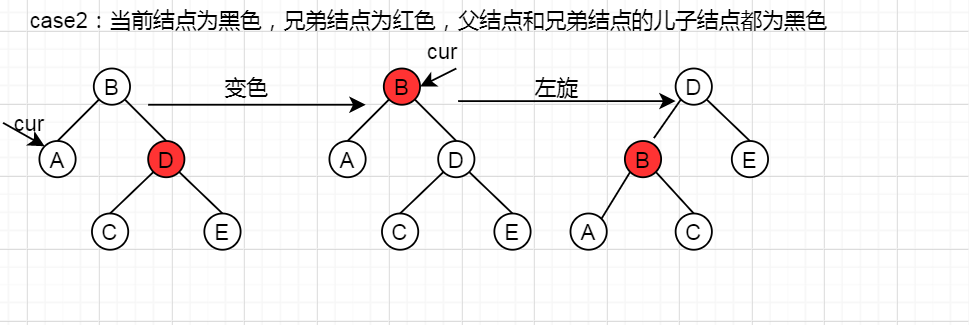 case2：当前结点为黑色，兄弟结点为红色，父结点和兄弟结点的儿子结点都为黑色
cur
B 变色 B 左旋 D
cur
A D A D B E
C E C E A C